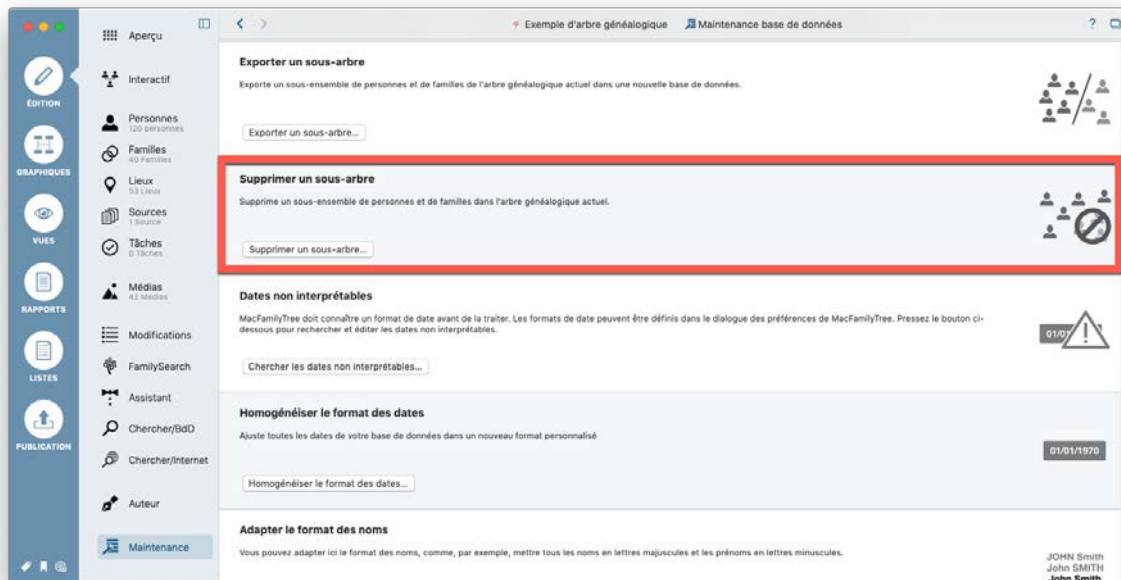 Exemple d'arbre généalogique Maintenance base de données ?
ÉDITION
GRAPHIQUES
VUES
RAPPORTS
LISTES
PUBLICATION
Aperçu
Interactif
Personnes
120 personnes
Familles
40 Familles
Lieux
53 Lieux
Sources
1 Source
Tâches
0 Tâches
Médias
42 Médias
Modifications
FamilySearch
Assistant
Chercher/BdD
Chercher/Internet
Auteur
Maintenance
Exporter un sous-arbre
Exporte un sous-ensemble de personnes et de familles de l'arbre généalogique actuel dans une nouvelle base de données.
Exporter un sous-arbre...
Supprimer un sous-arbre
Supprime un sous-ensemble de personnes et de familles dans l'arbre généalogique actuel.
Supprimer un sous-arbre...
Dates non interprétables
MacFamilyTree doit connaître un format de date avant de la traiter. Les formats de date peuvent être définis dans le dialogue des préférences de MacFamilyTree. Pressez le bouton ci-
dessous pour rechercher et éditer les dates non interprétables.
01/01
Chercher les dates non interprétables...
Homogénéiser le format des dates
Ajuste toutes les dates de votre base de données dans un nouveau format personnalisé
01/01/1970
Homogénéiser le format des dates...
Adapter le format des noms
Vous pouvez adapter ici le format des noms, comme, par exemple, mettre tous les noms en lettres majuscules et les prénoms en lettres minuscules.
JOHN Smith
John SMITH
John Smith